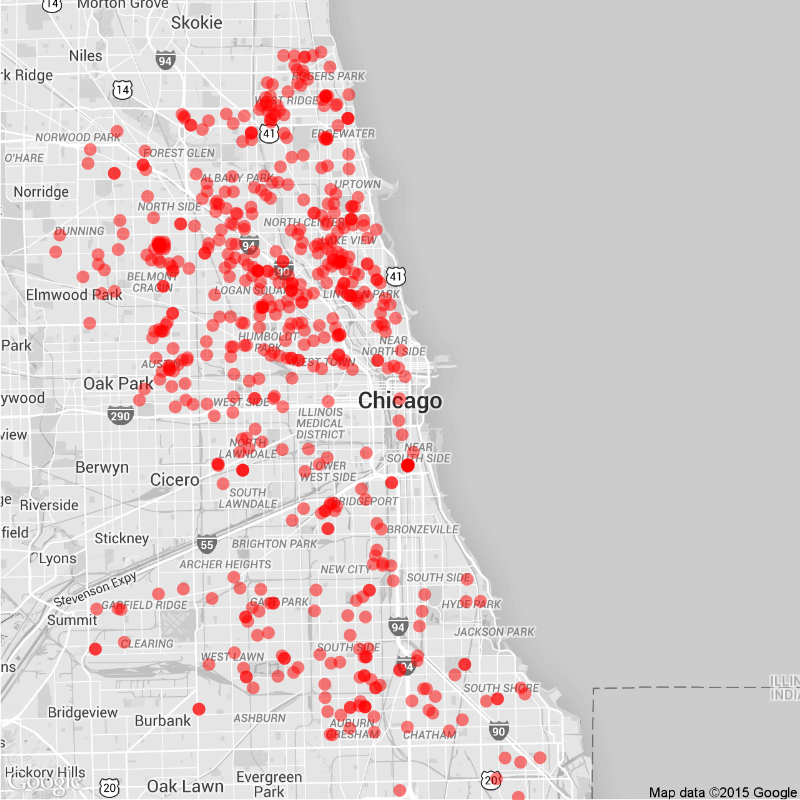 14
Morton Grove
Skokie
Niles
94
rk Ridge
ROGERS PARK
14
WEST RIDGE
41
EDGEWATER
NORWOOD PARK
O'HARE
FOREST GLEN
ALBANY PARK
UPTOWN
Norridge
NORTH SIDE
NORTH CENTER
DUNNING
94
LAKE VIEW
90
41
BELMONT
CRAGIN
Elmwood Park
LOGAN SQUARE
LINCOLN PARK
Park
HUMBOLDT
PARK
NEAR
NORTH SIDE
AUSTIN
WEST TOWN
Oak Park
ywood
WEST SIDE
Chicago
290
ILLINOIS
MEDICAL
DISTRICT
view
NORTH
LAWNDALE
NEAR
SOUTH SIDE
Berwyn
LOWER
WEST SIDE
Cicero
ge
Riverside
SOUTH
LAWNDALE
BRIDGEPORT
field
Stickney
55
BRIGHTON PARK
BRONZEVILLE
Lyons
ARCHER HEIGHTS
NEW CITY
SOUTH SIDE
Stevenson Expy
GARFIELD RIDGE
GAGE PARK
HYDE PARK
Summit
94
JACKSON PARK
CLEARING
SOUTH SIDE
ns
WEST LAWN
94
SOUTH SHORE
ILLIN
INDIA
Bridgeview
Burbank
ASHBURN
AUBURN
GRESHAM
CHATHAM
90
Hickory Hills
Google
20
Oak Lawn
Evergreen
Park
20
Map data ©2015 Google